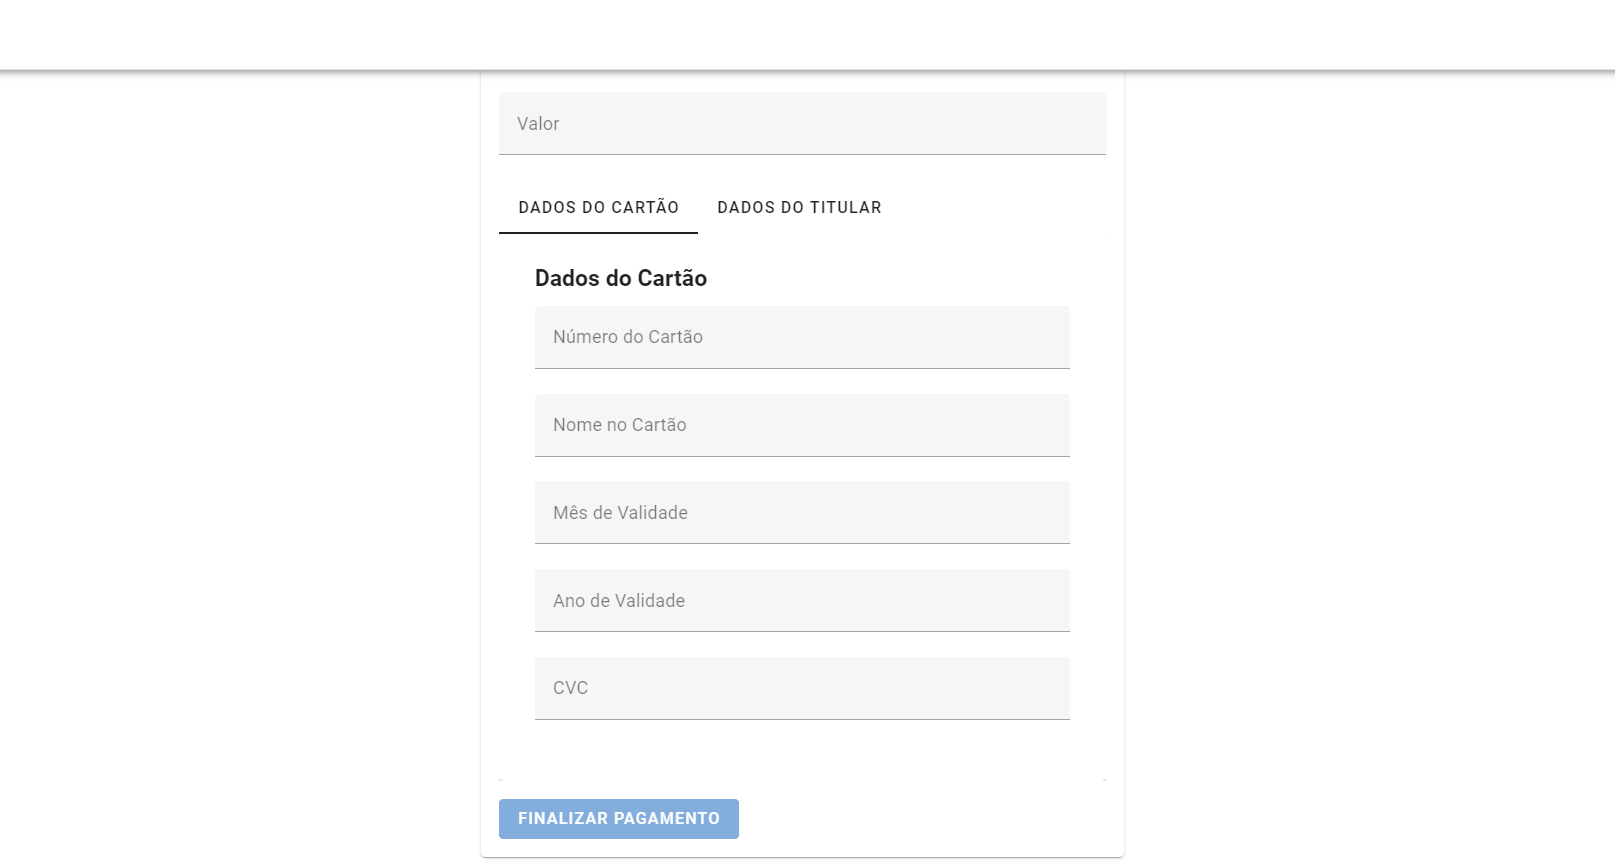 Valor
DADOS DO CARTÃO DADOS DO TITULAR
Dados do Cartão
Número do Cartão
Nome no Cartão
Mês de Validade
Ano de Validade
CVC
FINALIZAR PAGAMENTO